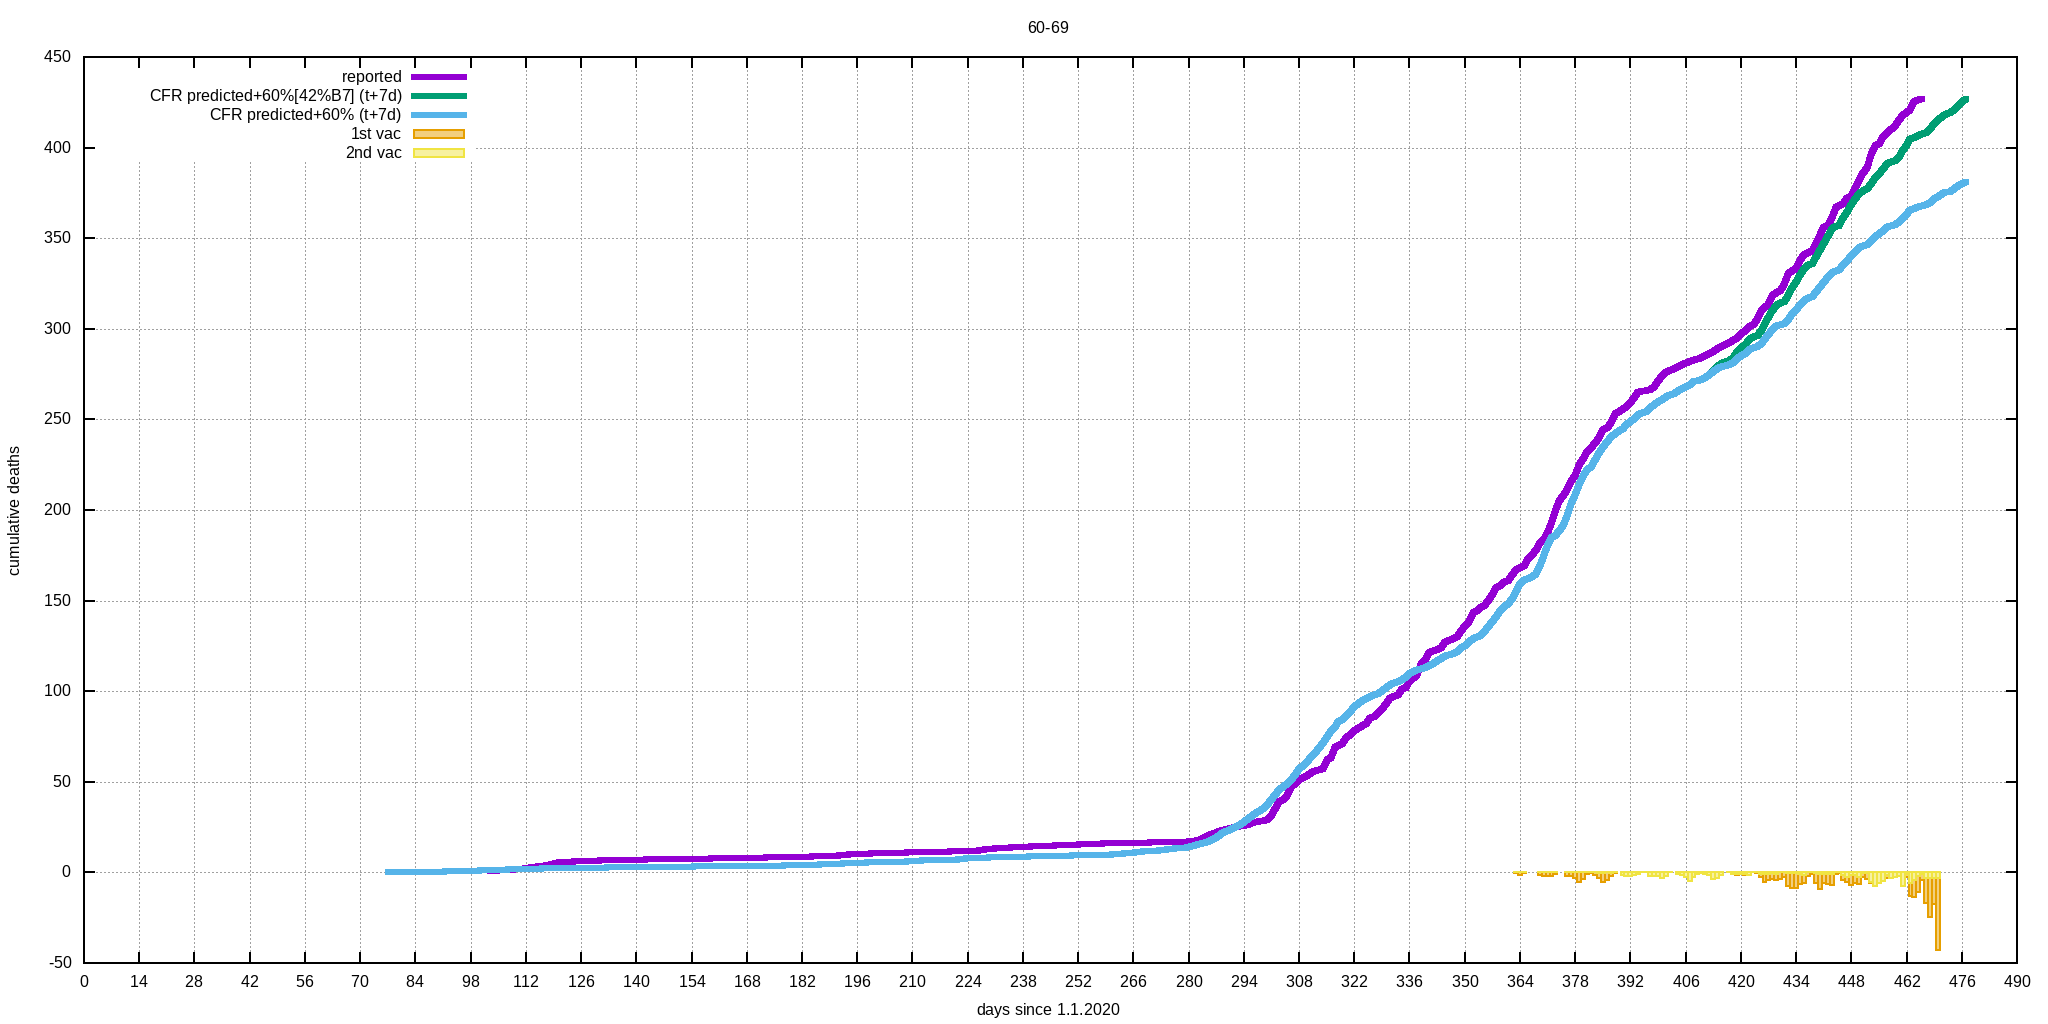 60-69
450
400
350
300
250
200
150
100
50
0
-50
cumulative deaths
reported
CFR predicted+60%[42%B7] (t+7d)
CFR predicted+60% (t+7d)
1st vac
2nd vac
0 14 28 42 56 70 84 98 112 126 140 154 168 182 196 210 224 238 252 266 280 294 308 322 336 350 364 378 392 406 420 434 448 462 476 490
days since 1.1.2020